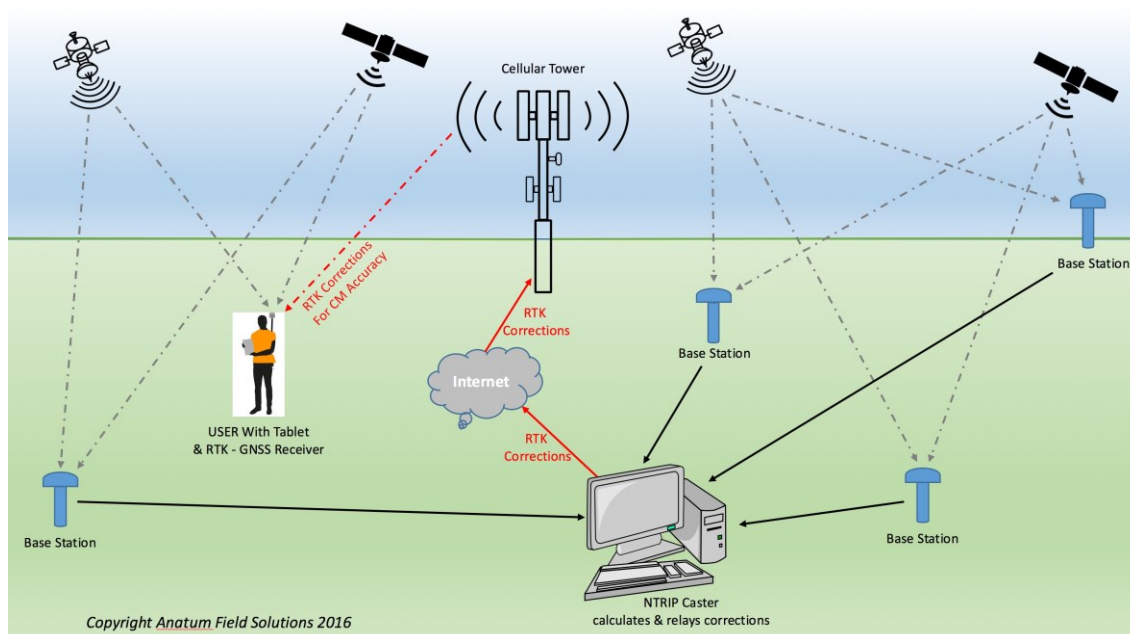 Cellular Tower
RTK Corrections
For CM Accuracy
Base Station
RTK
Corrections
Base Station
Internet
USER With Tablet
& RTK - GNSS Receiver
RTK
Corrections
Base Station
Base Station
NTRIP Caster
calculates & relays corrections
Copyright Anatum Field Solutions 2016